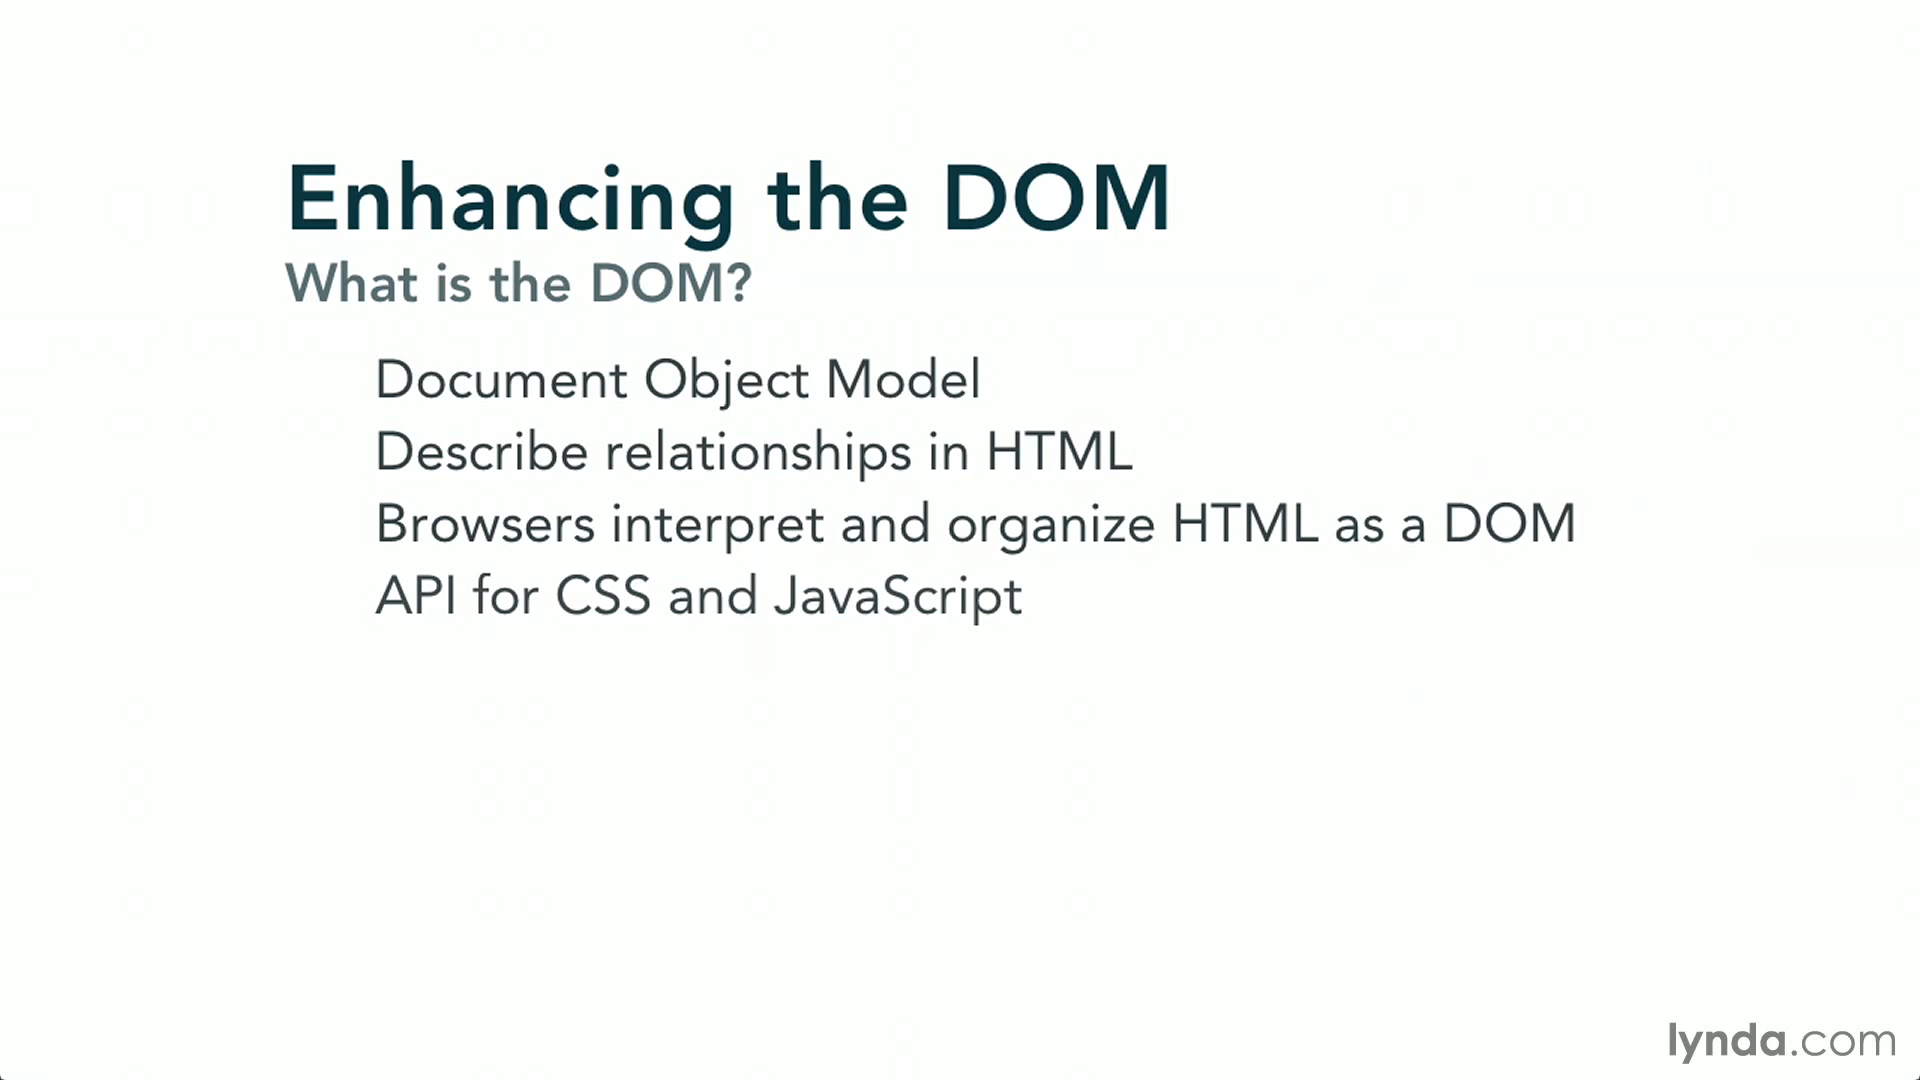 Enhancing the DOM
What is the DOM?
Document Object Model
Describe relationships in HTML
Browsers interpret and organize HTML as a DOM
API for CSS and JavaScript
lynda.com